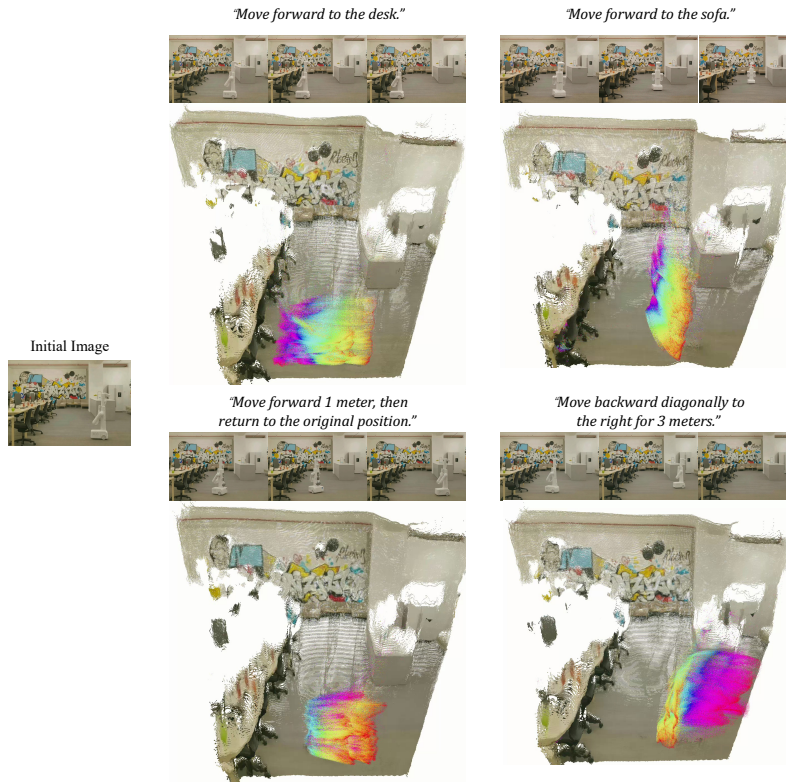 “Move forward to the desk.”
“Move forward to the sofa.”
Initial Image
“Move forward 1 meter, then
return to the original position.”
“Move backward diagonally to
the right for 3 meters.”